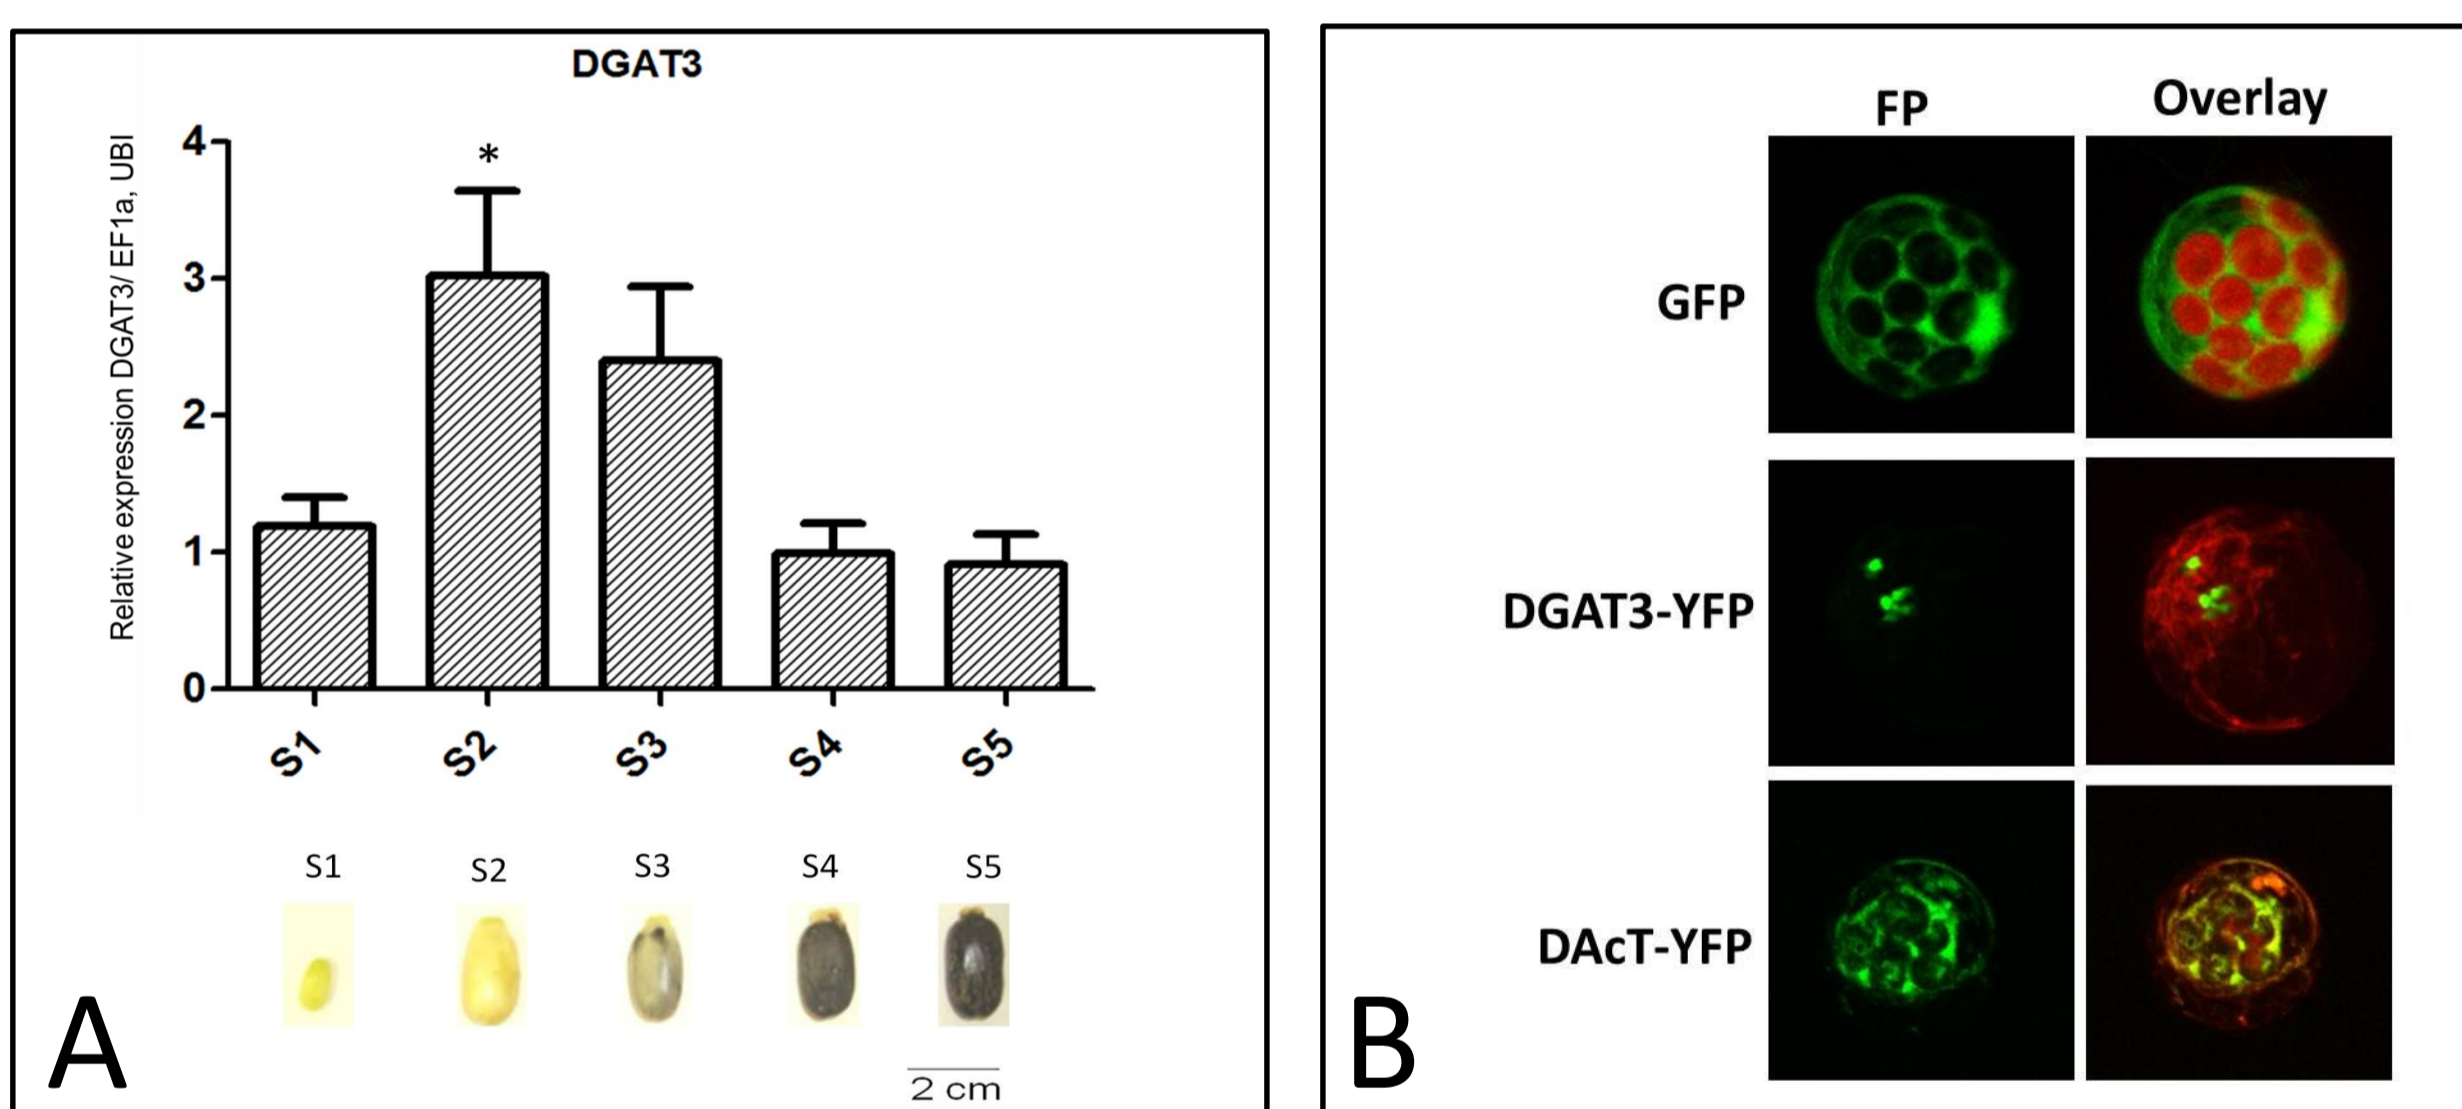 DGAT3
Relative expression DGAT3/ EF1a, UBI
4
*
3
2
1
0
S1 S2 S3 S4 S5
S1 S2 S3 S4 S5
2 cm
A
FP Overlay
GFP
DGAT3-YFP
DAcT-YFP
B